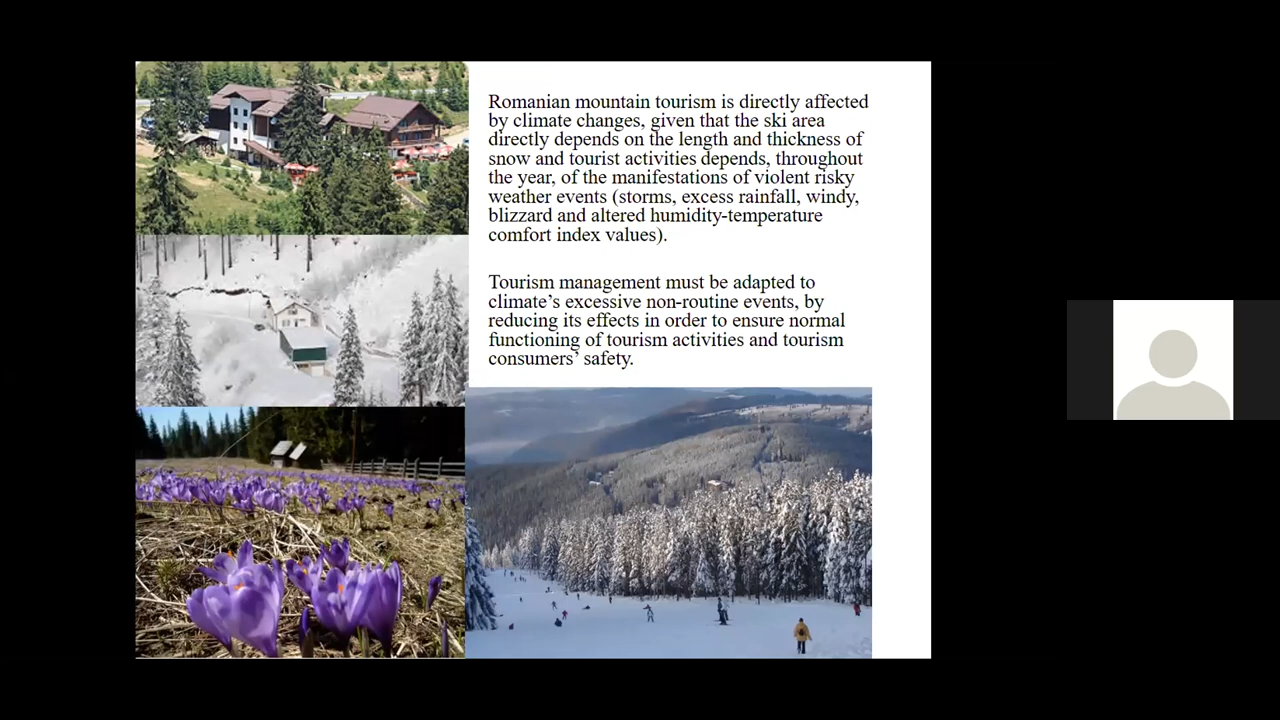 Romanian mountain tourism is directly affected
by climate changes, given that the ski area
directly depends on the length and thickness of
snow and tourist activities depends, throughout
the year, of the manifestations of violent risky
weather events (storms, excess rainfall, windy,
blizzard and altered humidity-temperature
comfort index values).
Tourism management must be adapted to
climate’s excessive non-routine events, by
reducing its effects in order to ensure normal
functioning of tourism activities and tourism
consumers’ safety.